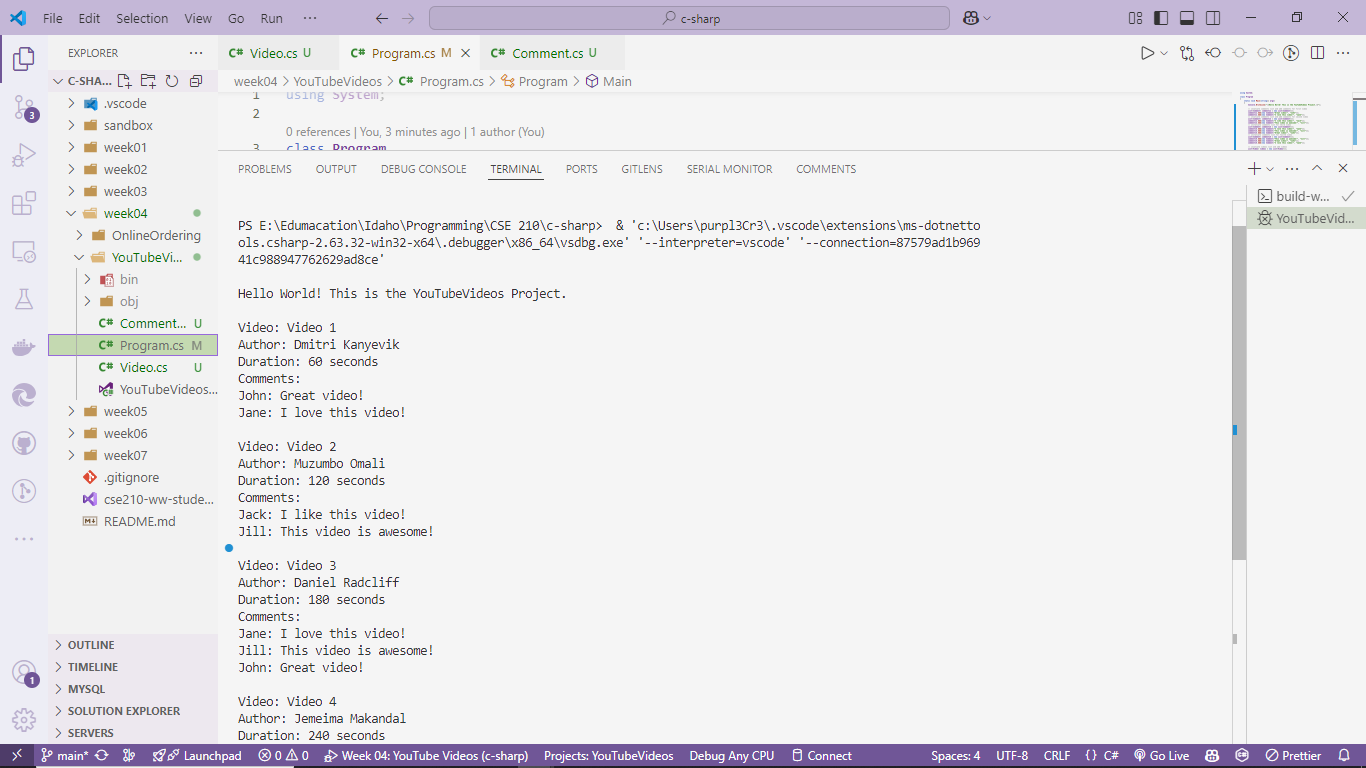 File Edit Selection View Go Run ··· c-sharp
EXPLORER ···
C-SHA...
.vscode
sandbox
week01
week02
week03
week04
OnlineOrdering
YouTubeVi...
bin
obj
C# Comment... U
C# Program.cs M
C# Video.cs U
YouTubeVideos...
week05
week06
week07
.gitignore
cse210-ww-stude...
README.md
OUTLINE
TIMELINE
MYSQL
SOLUTION EXPLORER
SERVERS
3
1
C# Video.cs U C# Program.cs M C# Comment.cs U
week04 > YouTubeVideos > C# Program.cs > Program > Main
1 using System;
2
0 references | You, 3 minutes ago | 1 author (You)
3 class Program
PROBLEMS OUTPUT DEBUG CONSOLE TERMINAL PORTS GITLENS SERIAL MONITOR COMMENTS
build-w...
YouTubeVid...
PS E:\Edumacation\Idaho\Programming\CSE 210\c-sharp>  & 'c:\Users\purpl3Cr3\.vscode\extensions\ms-dotnetto
ols.csharp-2.63.32-win32-x64\.debugger\x86_64\vsdbg.exe' '--interpreter=vscode' '--connection=87579ad1b969
41c988947762629ad8ce'
Hello World! This is the YouTubeVideos Project.
Video: Video 1
Author: Dmitri Kanyevik
Duration: 60 seconds
Comments:
John: Great video!
Jane: I love this video!
Video: Video 2
Author: Muzumbo Omali
Duration: 120 seconds
Comments:
Jack: I like this video!
Jill: This video is awesome!
Video: Video 3
Author: Daniel Radcliff
Duration: 180 seconds
Comments:
Jane: I love this video!
Jill: This video is awesome!
John: Great video!
Video: Video 4
Author: Jemeima Makandal
Duration: 240 seconds
main* Launchpad 0 0 Week 04: YouTube Videos (c-sharp) Projects: YouTubeVideos Debug Any CPU Connect Spaces: 4 UTF-8 CRLF {} C# Go Live Prettier